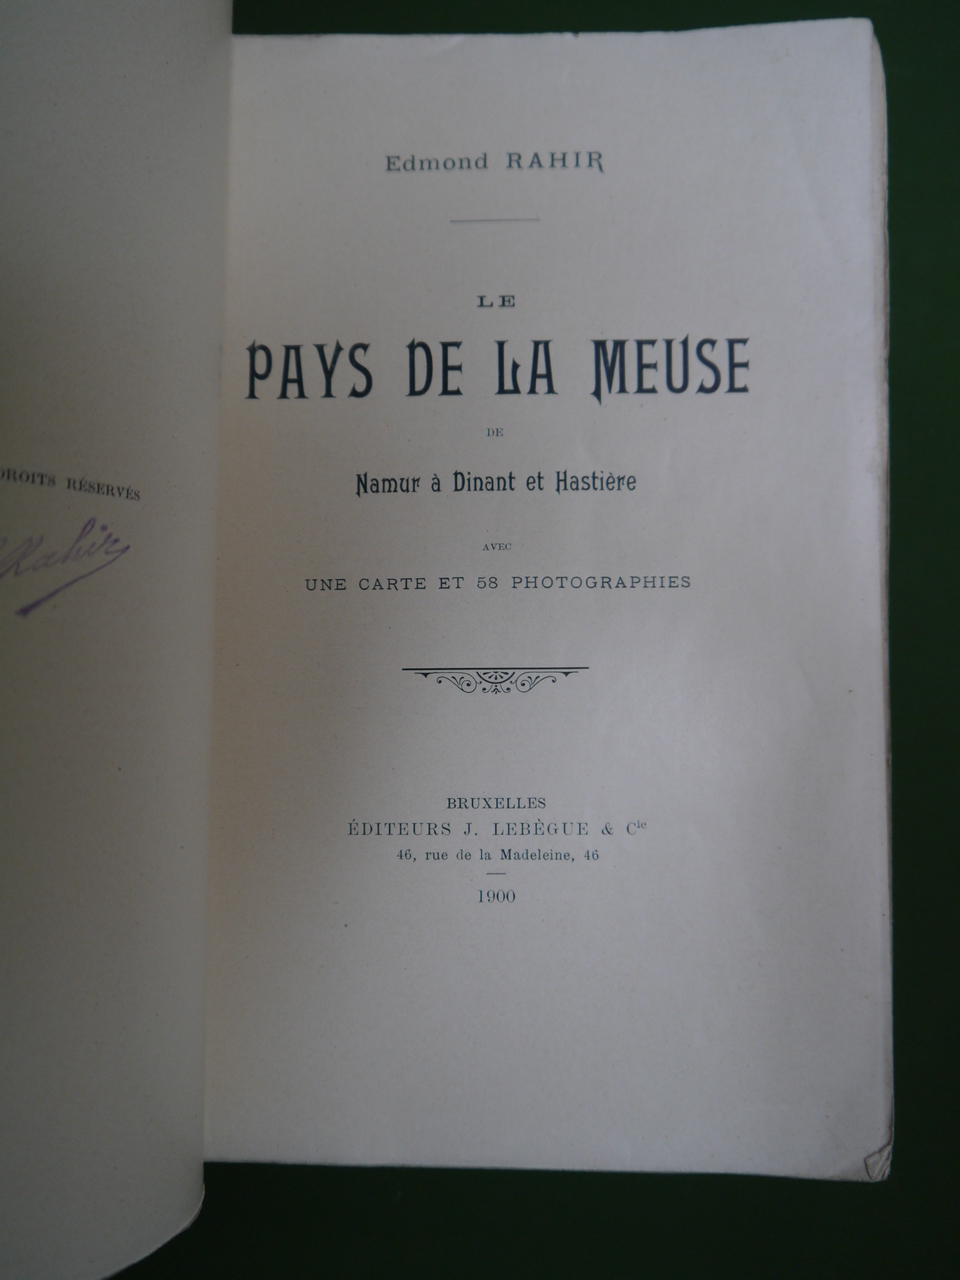 DROITS RÉSERVÉS
Rahir
Edmond RAHIR
LE
PAYS DE LA MEUSE
DE
Namur à Dinant et Hastière
AVEC
UNE CARTE ET 58 PHOTOGRAPHIES
BRUXELLES
ÉDITEURS J. LEBÈGUE & Cie
46, rue de la Madeleine, 46
1900